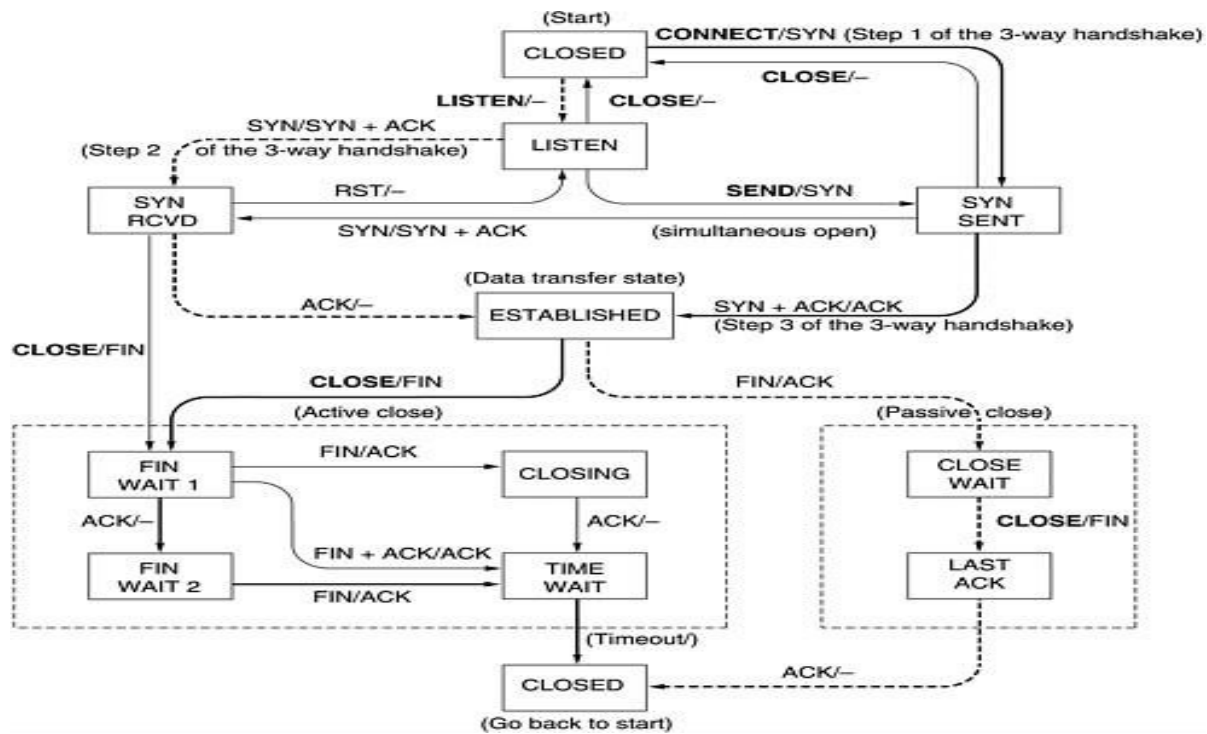 (Start)
CLOSED
CONNECT/SYN (Step 1 of the 3-way handshake)
CLOSE/–
LISTEN/–
CLOSE/–
SYN/SYN + ACK
(Step 2 of the 3-way handshake)
LISTEN
RST/–
SEND/SYN
SYN
RCVD
SYN
SENT
SYN/SYN + ACK
(simultaneous open)
(Data transfer state)
ACK/–
ESTABLISHED
SYN + ACK/ACK
(Step 3 of the 3-way handshake)
CLOSE/FIN
CLOSE/FIN
FIN/ACK
(Active close)
(Passive close)
FIN
WAIT 1
FIN/ACK
CLOSING
CLOSE
WAIT
ACK/–
ACK/–
CLOSE/FIN
FIN + ACK/ACK
FIN
WAIT 2
FIN/ACK
TIME
WAIT
LAST
ACK
(Timeout/)
CLOSED
ACK/–
(Go back to start)